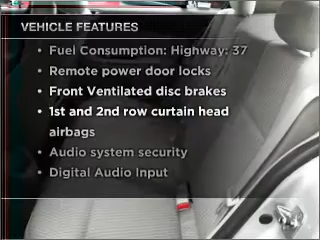 VEHICLE FEATURES
• Fuel Consumption: Highway: 37
• Remote power door locks
• Front Ventilated disc brakes
• 1st and 2nd row curtain head
airbags
• Audio system security
• Digital Audio Input